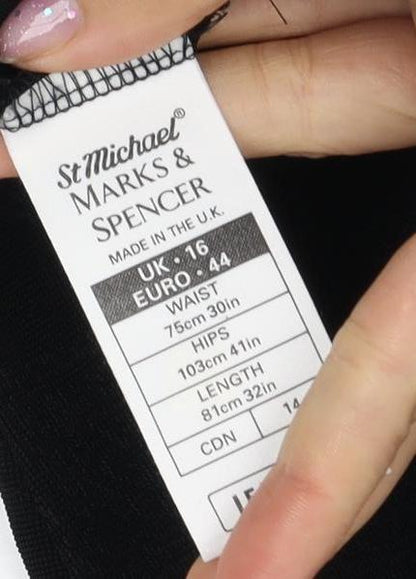 St Michael®
MARKS &
SPENCER
MADE IN THE U.K.
UK • 16
EURO • 44
WAIST
75cm 30in
HIPS
103cm 41in
LENGTH
81cm 32in
CDN 14